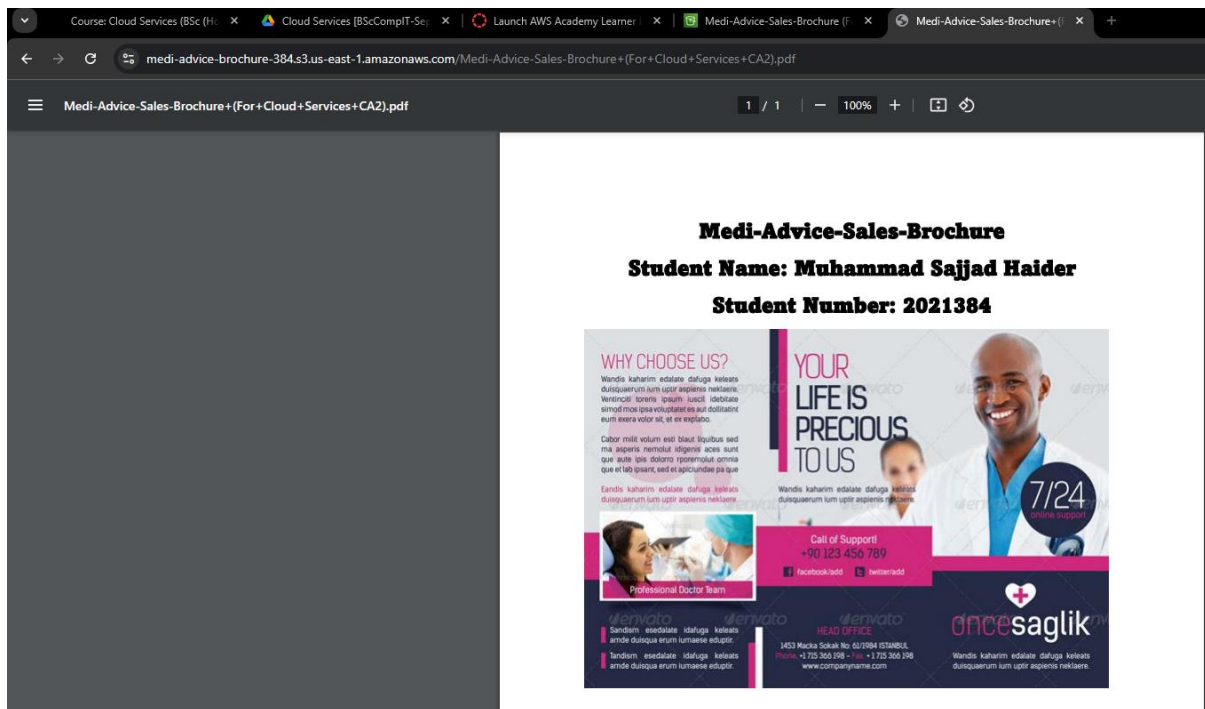 Course: Cloud Services (BSc (Ho
Cloud Services [BScCompIT-Sep
Launch AWS Academy Learner
Medi-Advice-Sales-Brochure (F
Medi-Advice-Sales-Brochure+(F
medi-advice-brochure-384.s3.us-east-1.amazonaws.com/Medi-Advice-Sales-Brochure+(For+Cloud+Services+CA2).pdf
Medi-Advice-Sales-Brochure+(For+Cloud+Services+CA2).pdf
1 / 1
100%
Medi-Advice-Sales-Brochure
Student Name: Muhammad Sajjad Haider
Student Number: 2021384
WHY CHOOSE US?
Wandis kaharim edalate dafuga keleats
duisquaerum ium uptir aspienis neklaere.
Ventincil toreris ipsum iuscil idebitate
simod mos ipsa voluptatet es aut dollitatint
eum exera volor sit, et ex explabo.
Cabor milit volum esti blaut liquibus sed
ma asperis nemolut idigenis aces sunt
que aute ipis dolorro rporemolut omnia
que et lab ipsant, sed et apiciundae pa que
Eandis kaharim edalate dafuga keleats
duisquaerum ium uptir aspienis neklaere.
Professional Doctor Team
Sandism esedalate idafuga keleats
amde duisqua erum iumaese eduptir.
Tandism esedalate idafuga keleats
amde duisqua erum iumaese eduptir.
YOUR
LIFE IS
PRECIOUS
TO US
Wandis kaharim edalate dafuga keleats
duisquaerum ium uptir aspienis neklaere.
Call of Support!
+90 123 456 789
facebook/add
twitter/add
HEAD OFFICE
1453 Macka Sokak No: 61/1984 ISTANBUL
Phone: +1 715 366 198 - Fax: +1 715 366 198
www.companyname.com
7/24
online support
oncesaglik
Wandis kaharim edalate dafuga keleats
duisquaerum ium uptir aspienis neklaere.